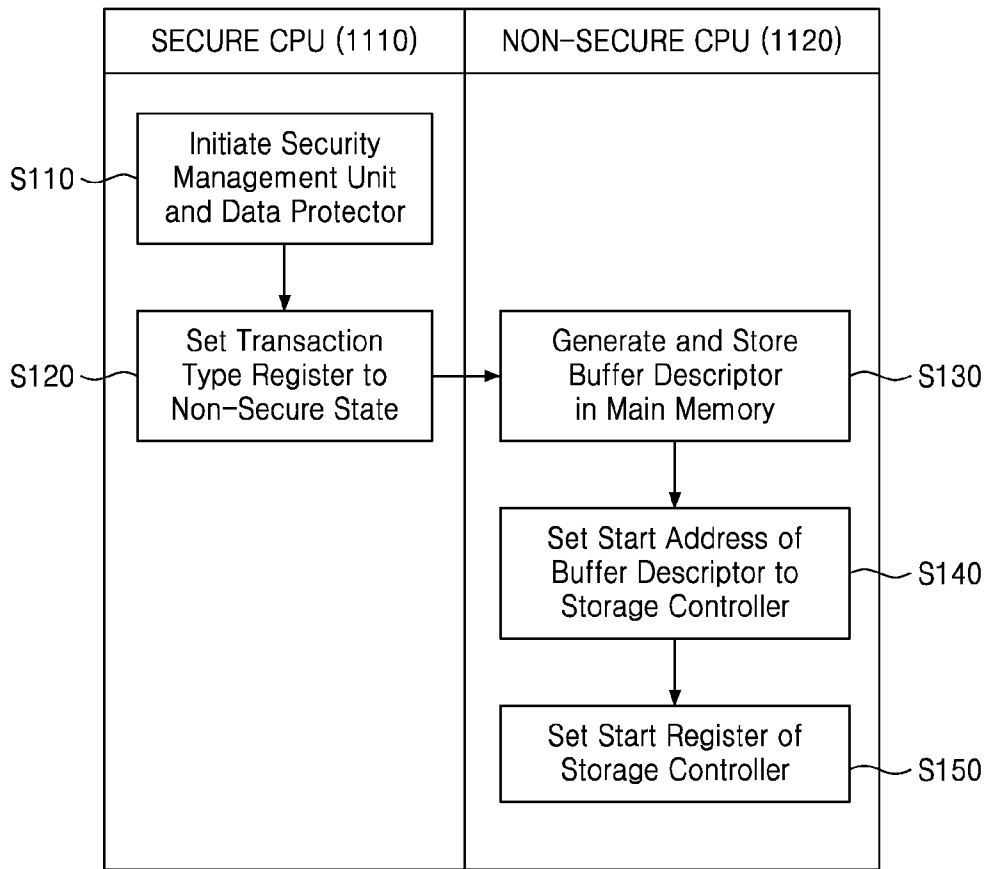 SECURE CPU (1110)
NON-SECURE CPU (1120)
S110
Initiate Security
Management Unit
and Data Protector
S120
Set Transaction
Type Register to
Non-Secure State
Generate and Store
Buffer Descriptor
in Main Memory
S130
Set Start Address of
Buffer Descriptor to
Storage Controller
S140
Set Start Register of
Storage Controller
S150